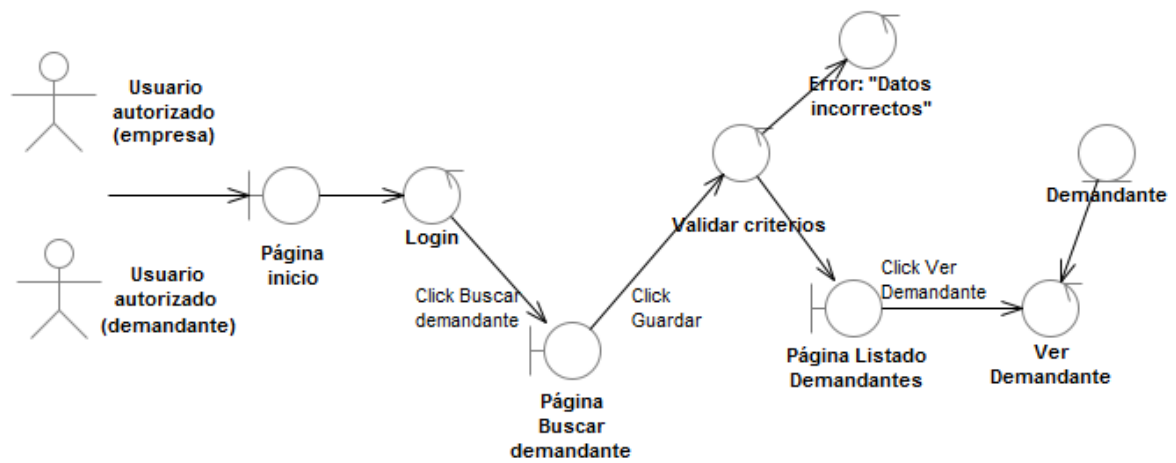 Usuario
autorizado
(empresa)
Usuario
autorizado
(demandante)
Página
inicio
Login
Click Buscar
demandante
Página
Buscar
demandante
Click
Guardar
Validar criterios
Error: "Datos
incorrectos"
Página Listado
Demandantes
Click Ver
Demandante
Demandante
Ver
Demandante